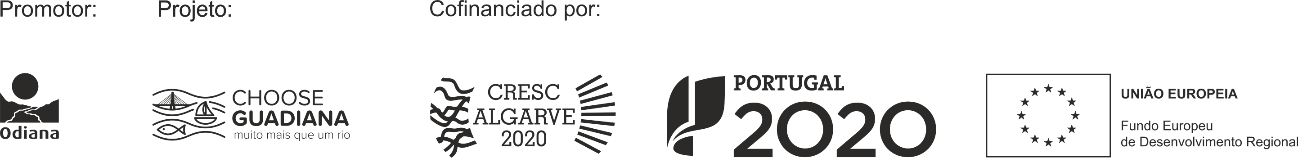 Promotor:
Projeto:
Cofinanciado por:
Odiana
CHOOSE
GUADIANA
muito mais que um rio
CRESC
ALGARVE
2020
PORTUGAL
2020
UNIÃO EUROPEIA
Fundo Europeu
de Desenvolvimento Regional